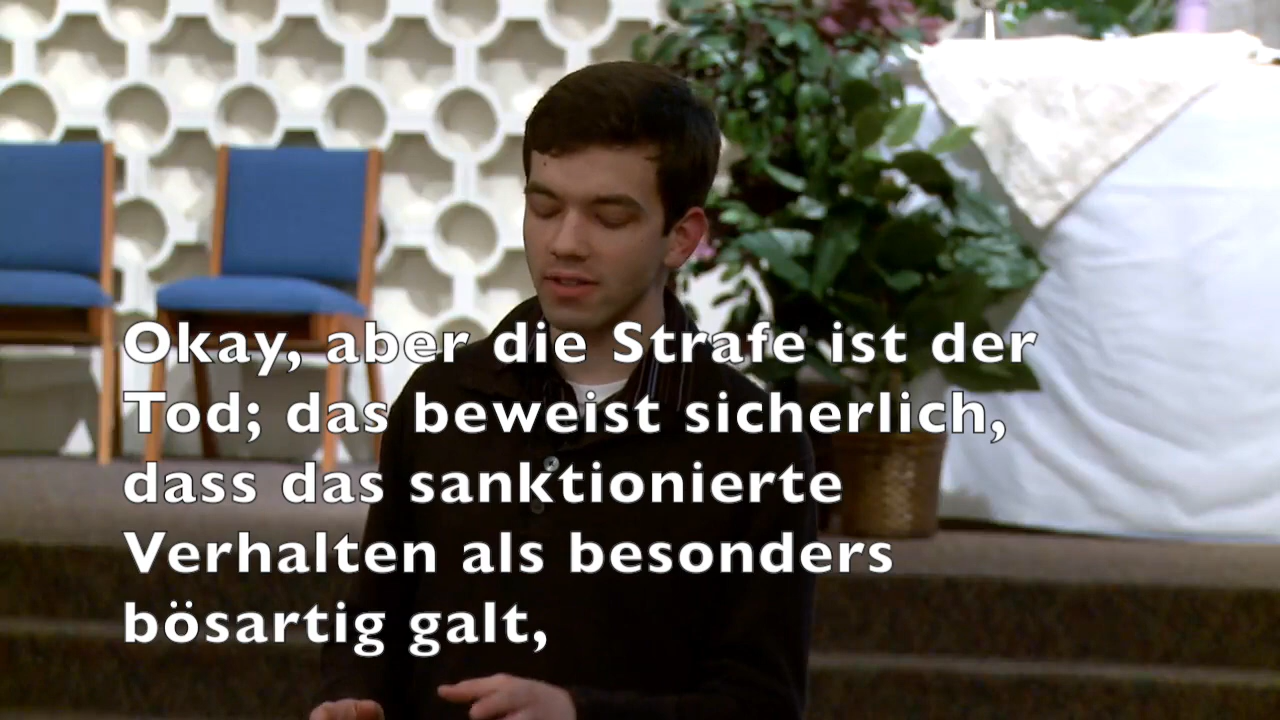 Okay, aber die Strafe ist der
Tod; das beweist sicherlich,
dass das sanktionierte
Verhalten als besonders
bösartig galt,